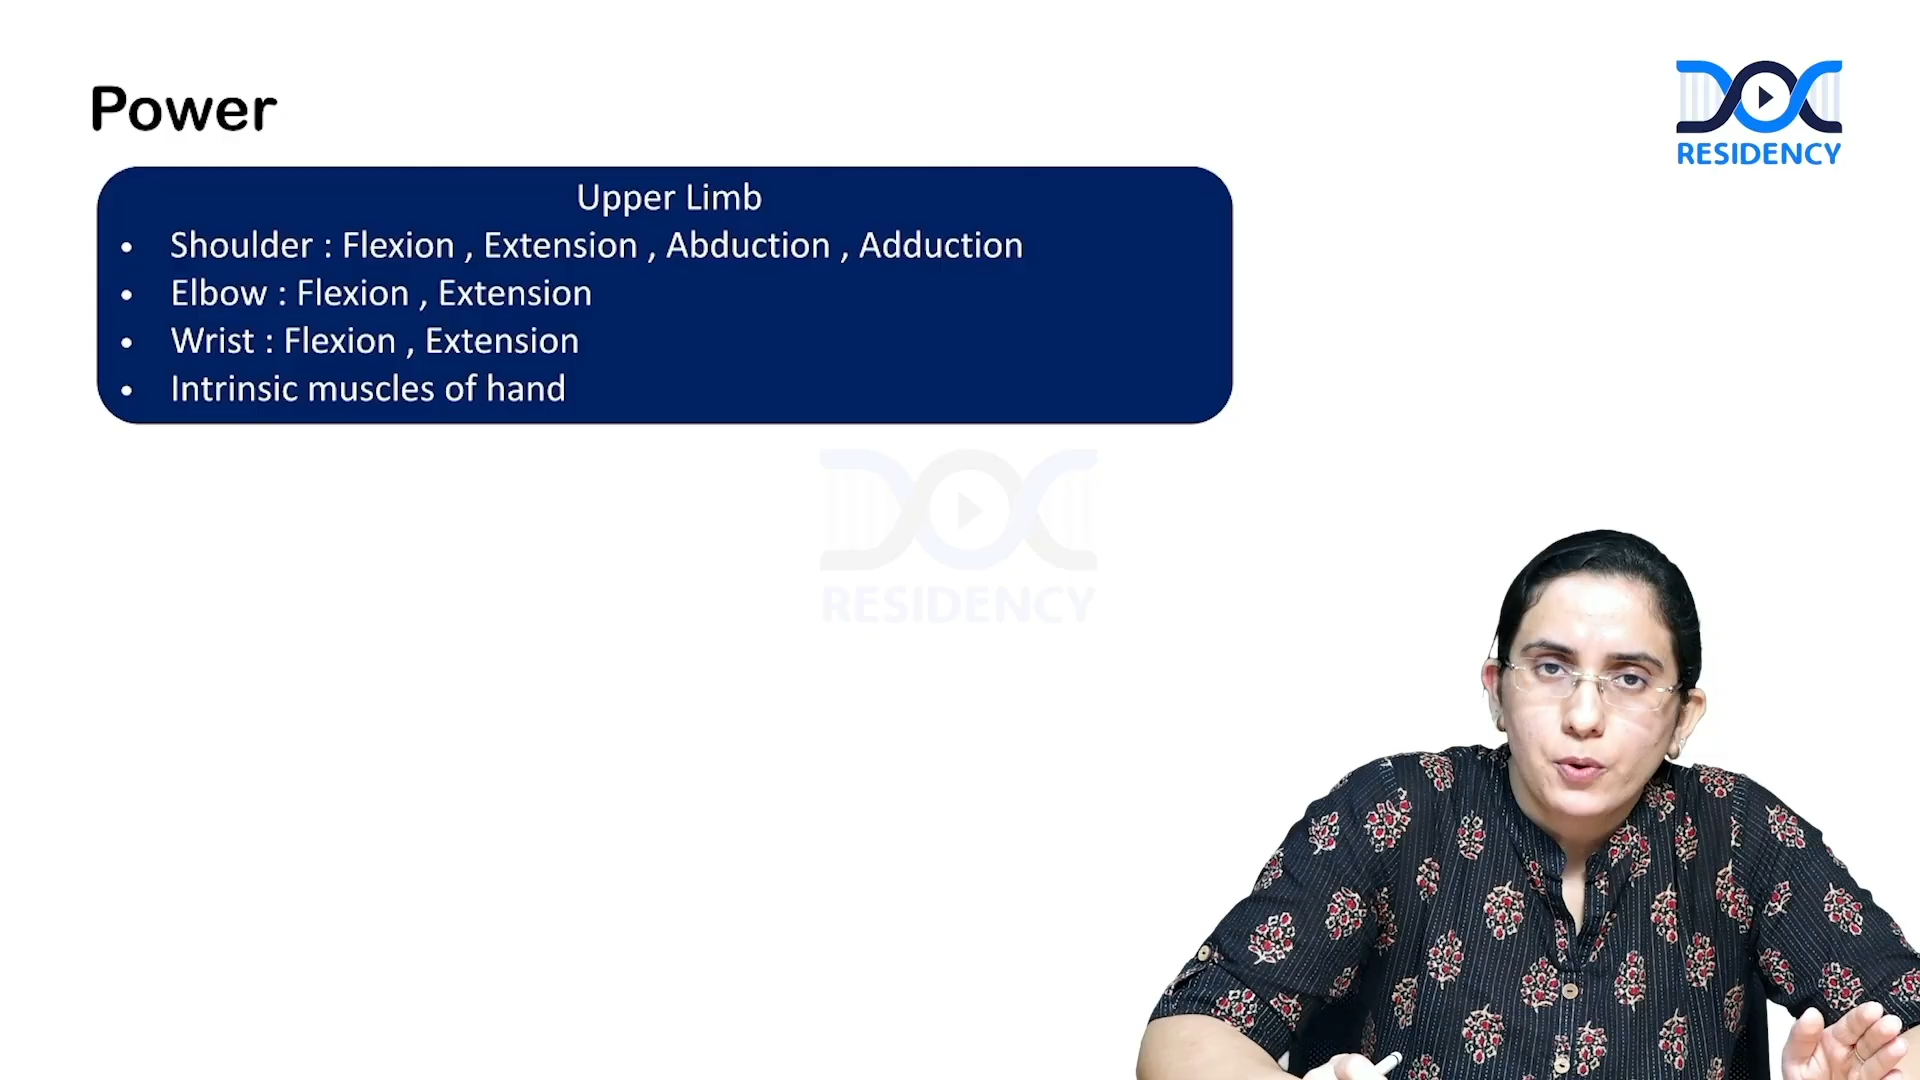 Power
DOC
RESIDENCY
Upper Limb
• Shoulder : Flexion , Extension , Abduction , Adduction
• Elbow : Flexion , Extension
• Wrist : Flexion , Extension
• Intrinsic muscles of hand
DOC
RESIDENCY